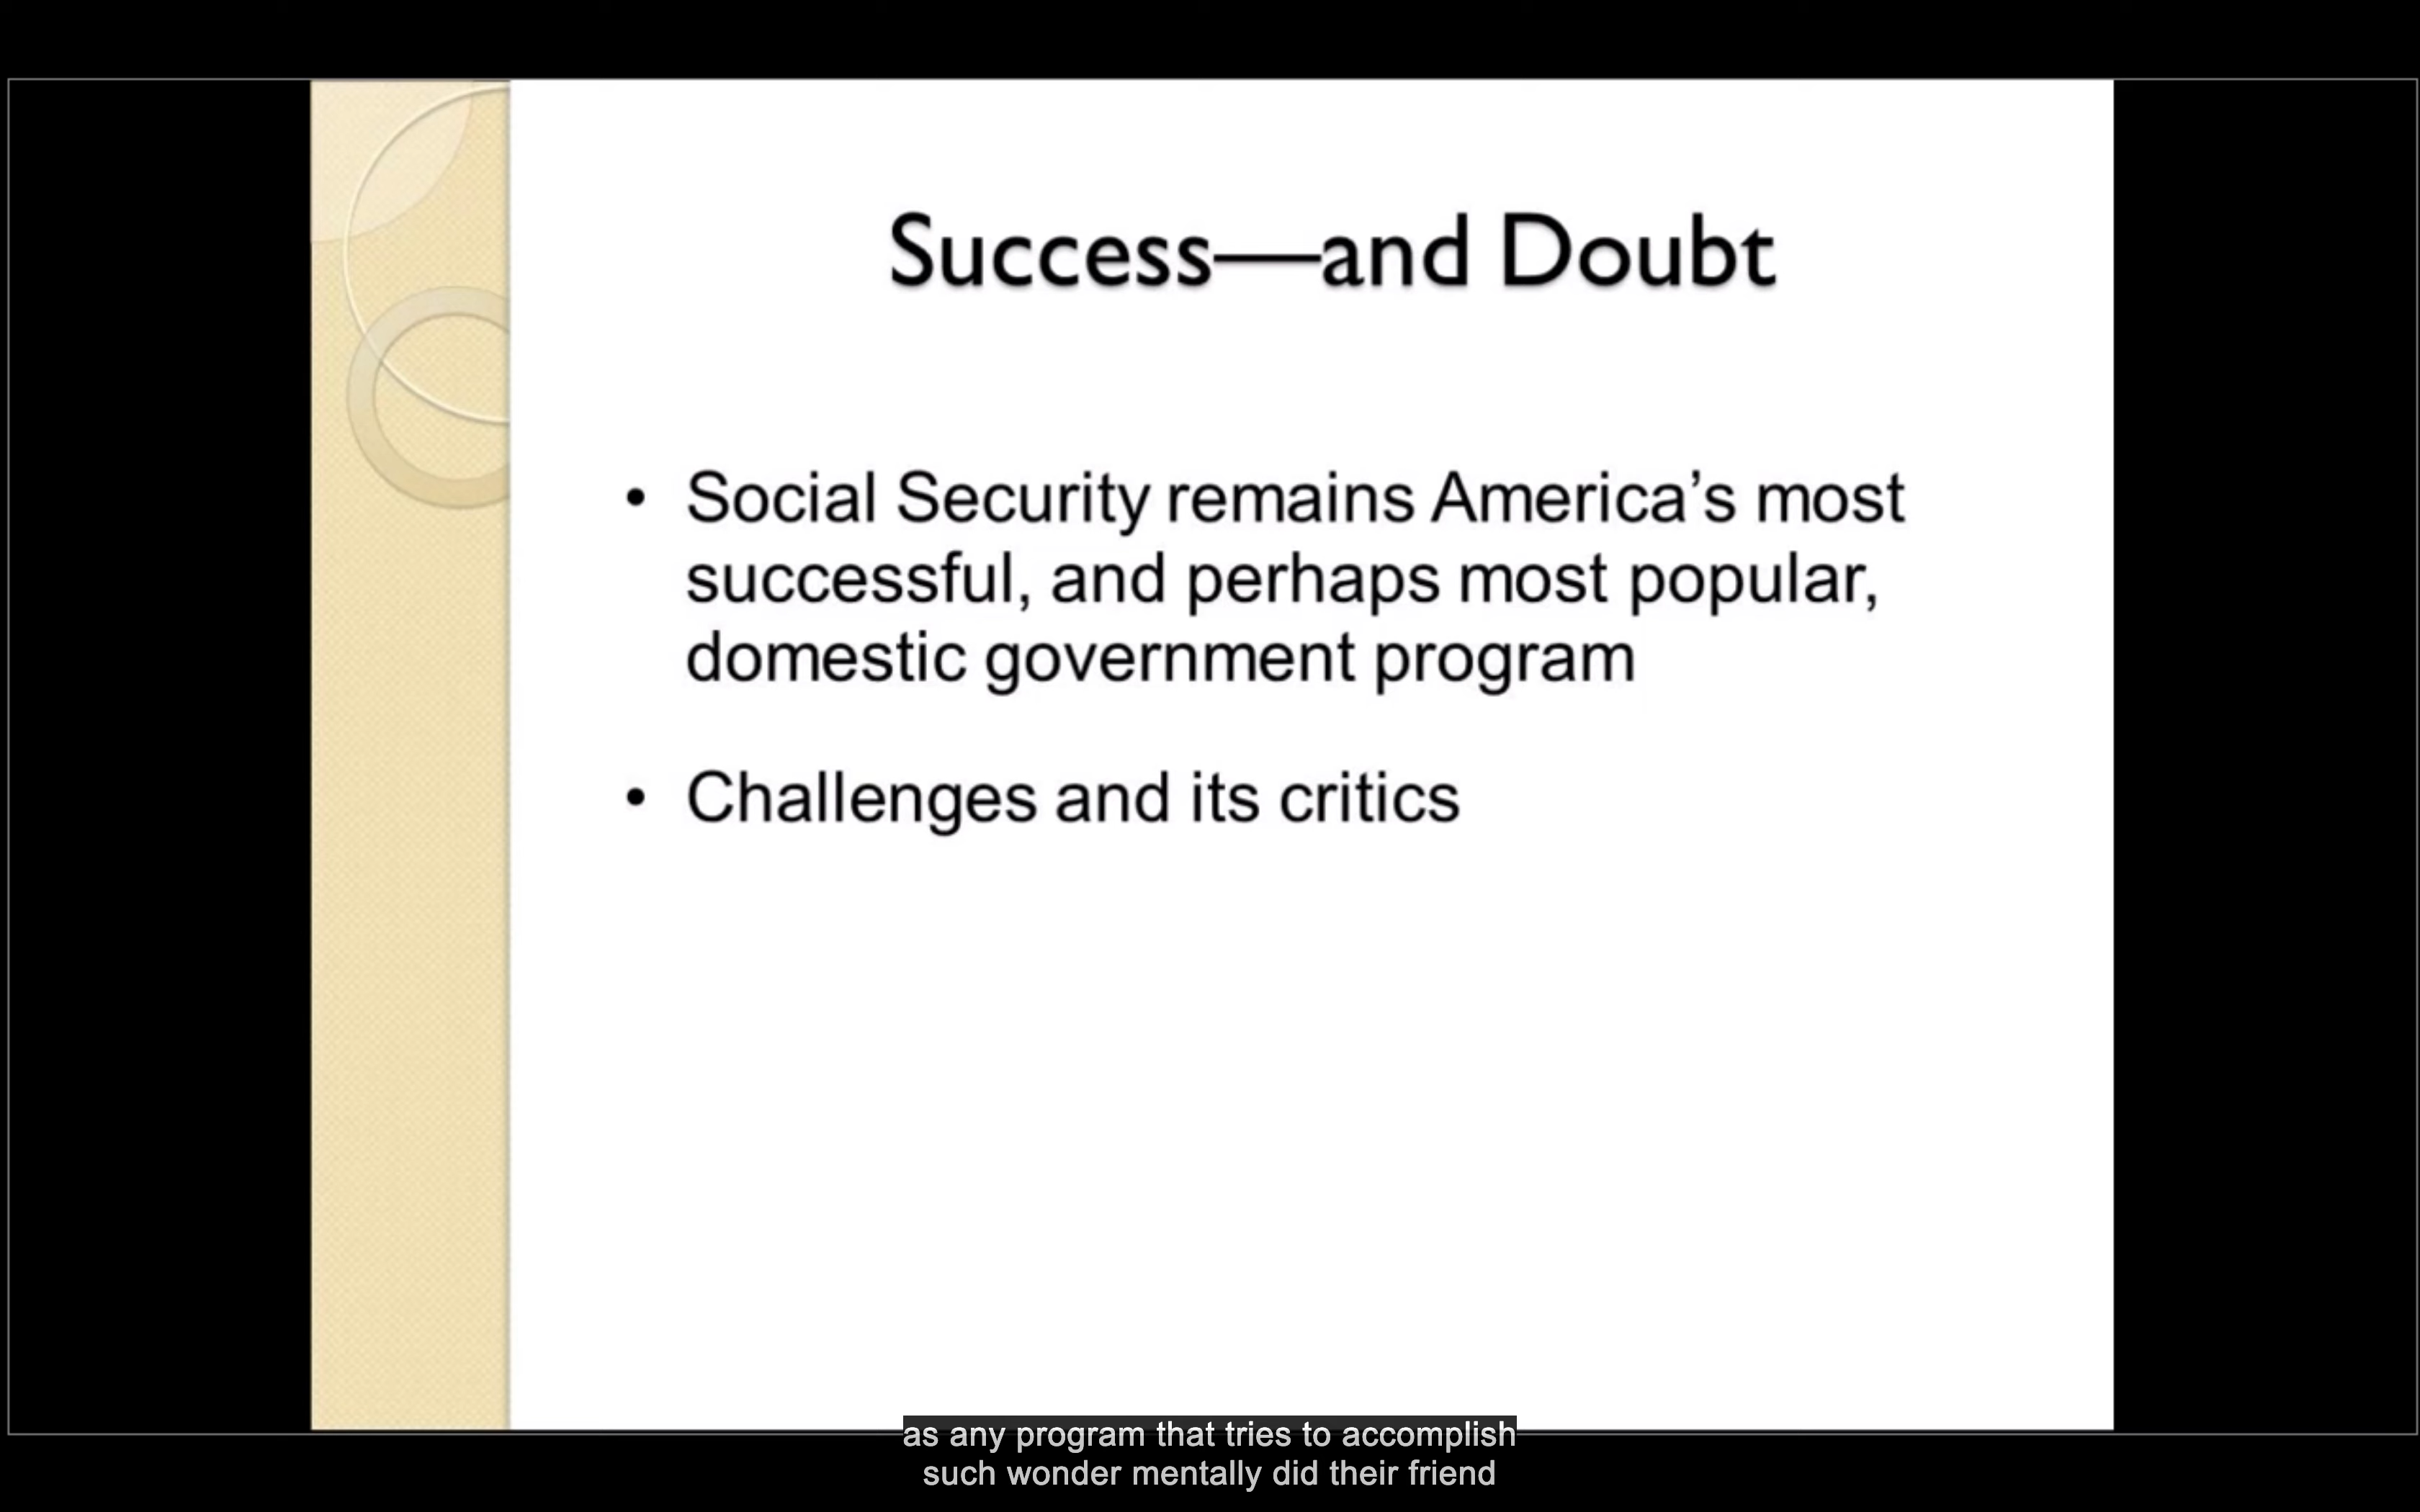 Success—and Doubt
• Social Security remains America’s most
successful, and perhaps most popular,
domestic government program
• Challenges and its critics
as any program that tries to accomplish
such wonder mentally did their friend